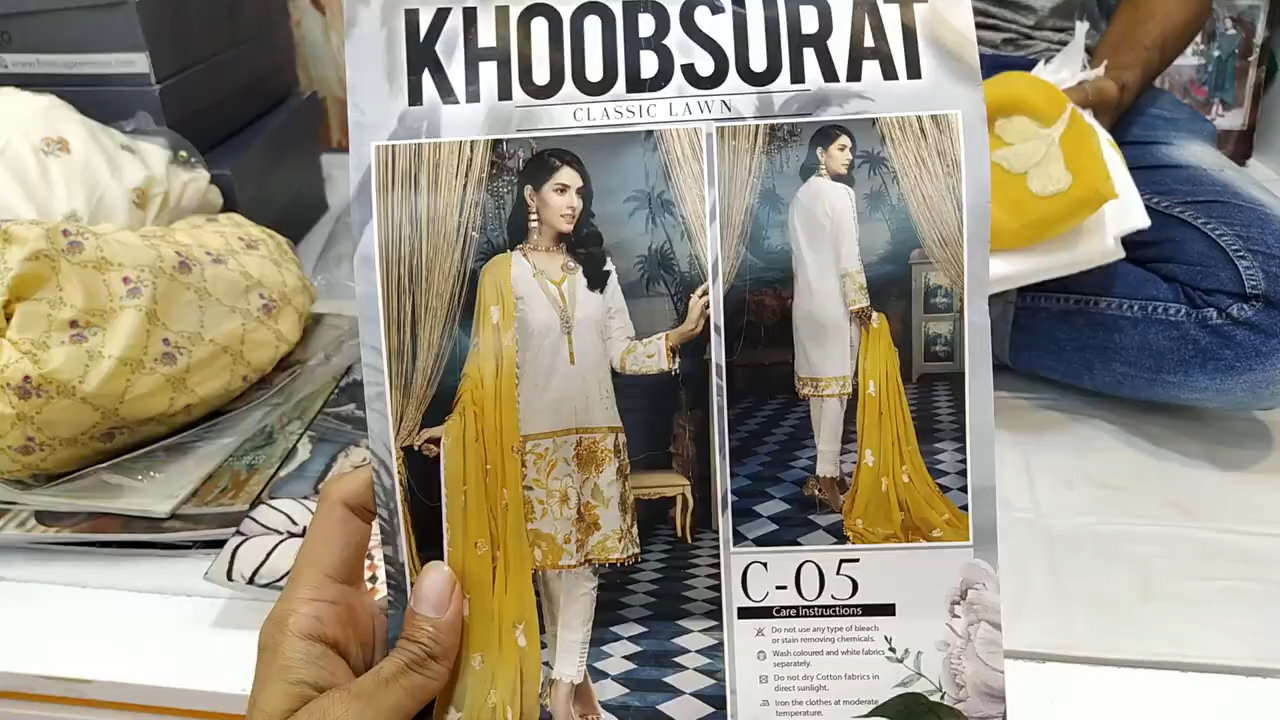 KHOOBSURAT
CLASSIC LAWN
C-05
Care Instructions
Do not use any type of bleach
or stain removing chemicals.
Wash coloured and white fabrics
separately.
Do not dry Cotton fabrics in
direct sunlight.
Iron the clothes at moderate
temperature.